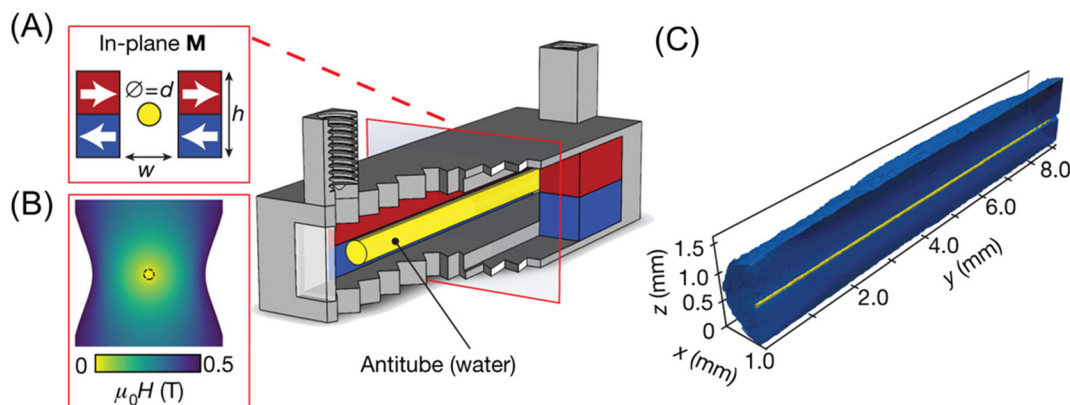 (A)
In-plane M
Ø = d
h
w
(B)
0 0.5
μ₀H (T)
Antitube (water)
(C)
1.5
1.0
0.5
0
z (mm)
x (mm)
1.0
2.0
4.0
6.0
8.0
y (mm)